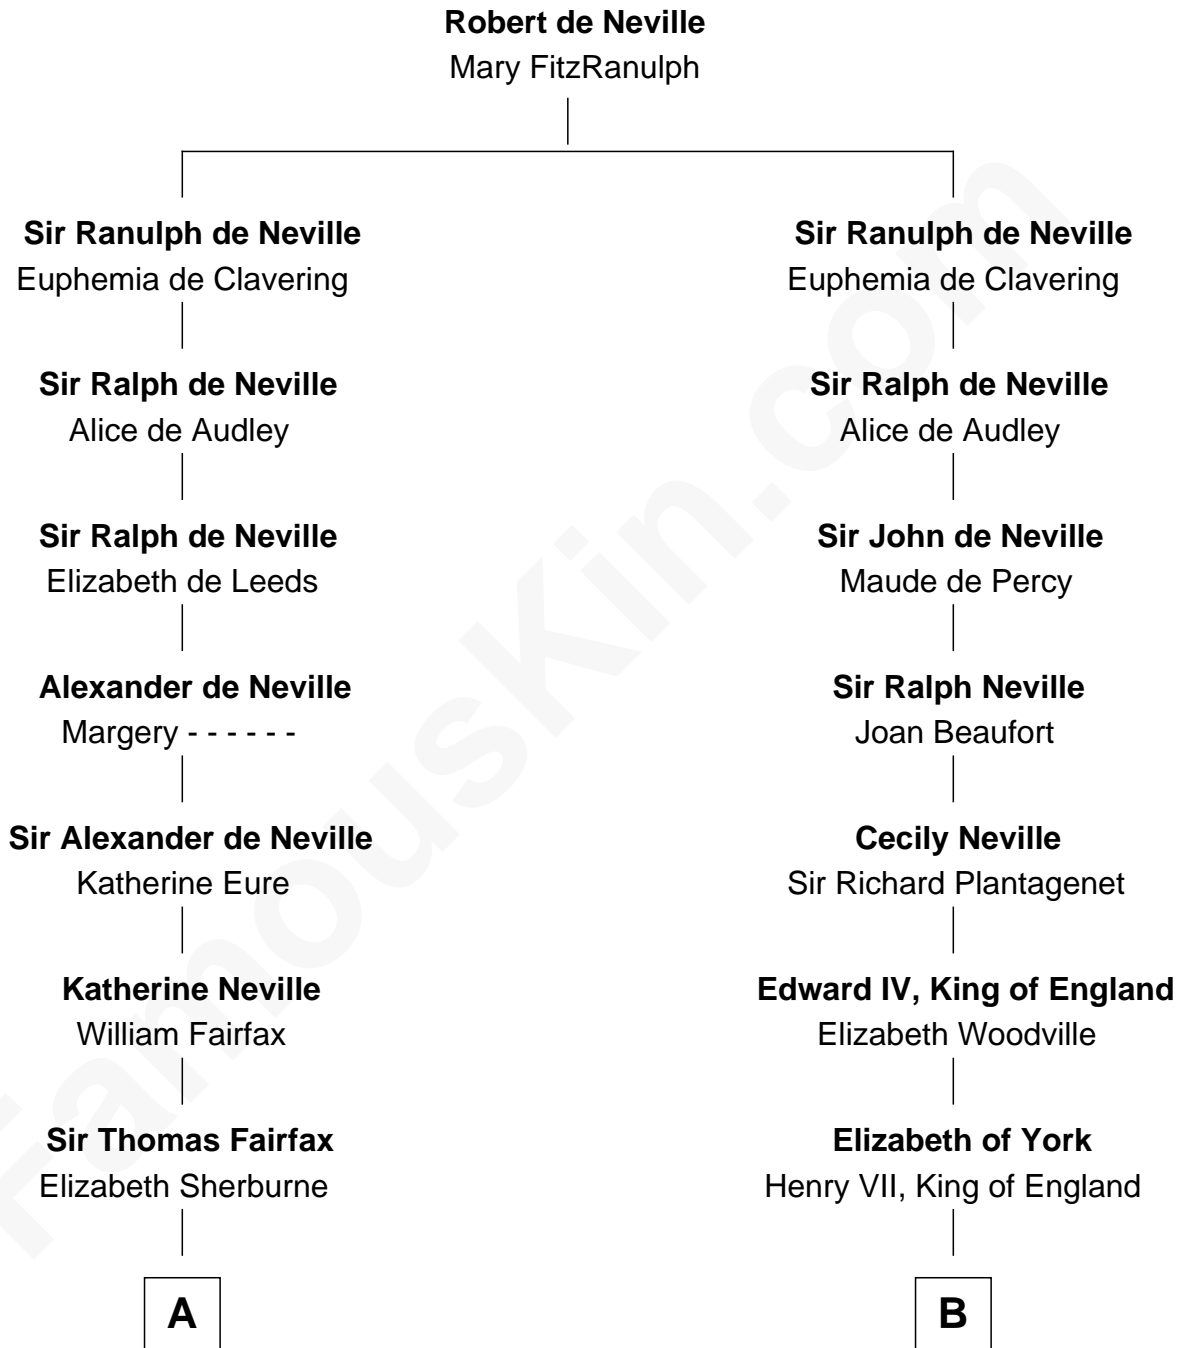 Robert de Neville
Mary FitzRanulph
Sir Ranulph de Neville
Euphemia de Clavering
Sir Ranulph de Neville
Euphemia de Clavering
Sir Ralph de Neville
Alice de Audley
Sir Ralph de Neville
Alice de Audley
Sir Ralph de Neville
Elizabeth de Leeds
Sir John de Neville
Maude de Percy
Alexander de Neville
Margery - - - - - -
Sir Ralph Neville
Joan Beaufort
Sir Alexander de Neville
Katherine Eure
Cecily Neville
Sir Richard Plantagenet
Katherine Neville
William Fairfax
Edward IV, King of England
Elizabeth Woodville
Sir Thomas Fairfax
Elizabeth Sherburne
Elizabeth of York
Henry VII, King of England
A
B
FamousKin.com